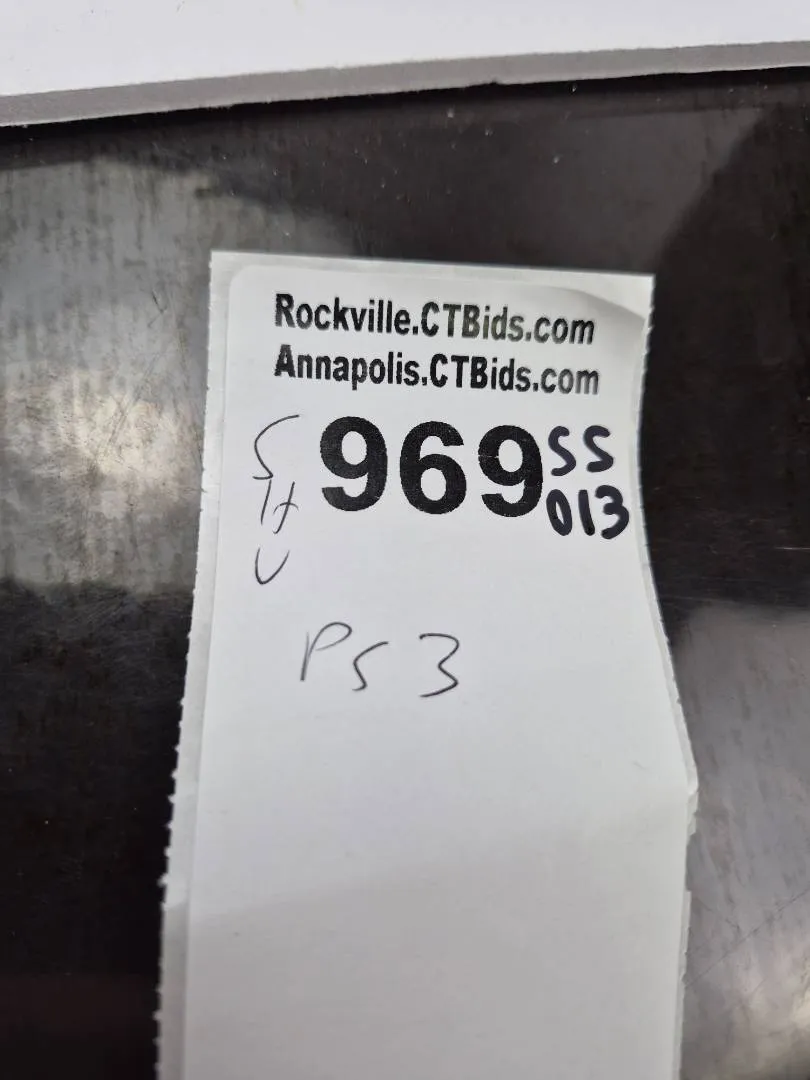 Rockville.CTBids.com
Annapolis.CTBids.com
969
SS
013
S
H
U
PS3